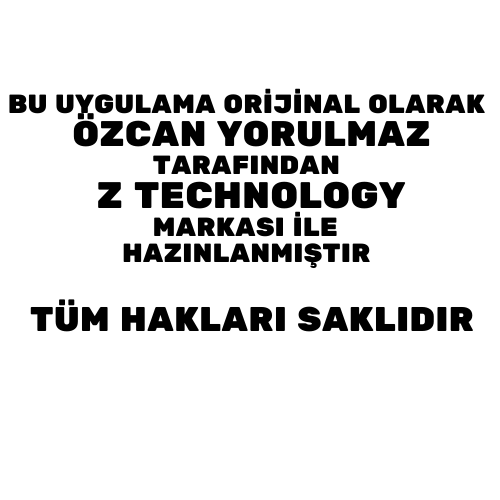 BU UYGULAMA ORİJİNAL OLARAK
ÖZCAN YORULMAZ
TARAFINDAN
Z TECHNOLOGY
MARKASI İLE
HAZINLANMIŞTIR
TÜM HAKLARI SAKLIDIR